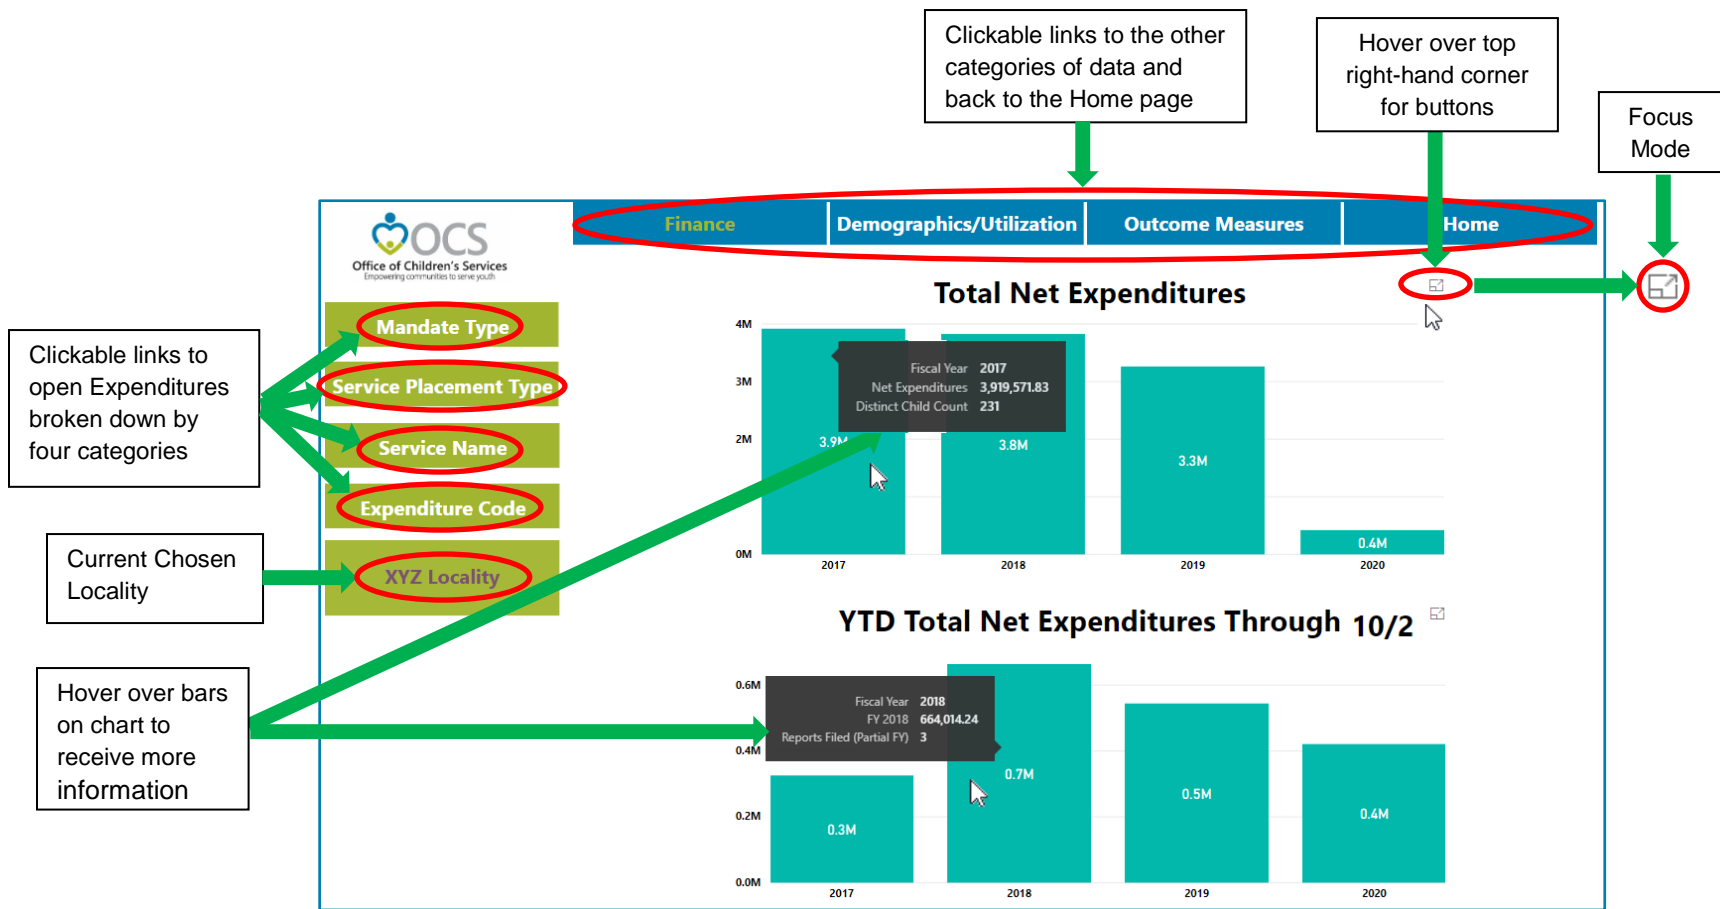 Clickable links to the other
categories of data and
back to the Home page
Hover over top
right-hand corner
for buttons
Focus
Mode
OCS
Office of Children's Services
Empowering communities to serve youth
Finance
Demographics/Utilization
Outcome Measures
Home
Mandate Type
Service Placement Type
Service Name
Expenditure Code
XYZ Locality
Clickable links to
open Expenditures
broken down by
four categories
Current Chosen
Locality
Hover over bars
on chart to
receive more
information
Total Net Expenditures
4M
3M
2M
0M
Fiscal Year 2017
Net Expenditures 3,919,571.83
Distinct Child Count 231
3.9M
3.8M
3.3M
0.4M
2017
2018
2019
2020
YTD Total Net Expenditures Through 10/2
0.6M
0.4M
0.2M
0.0M
Fiscal Year 2018
FY 2018 664,014.24
Reports Filed (Partial FY) 3
0.3M
0.7M
0.5M
0.4M
2017
2018
2019
2020